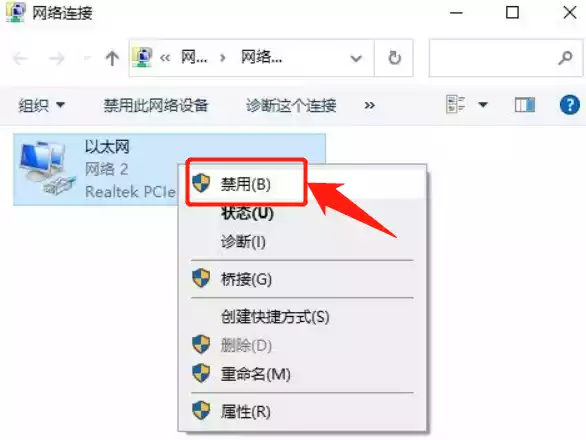 网络连接
« 网... › 网络...
组织 禁用此网络设备 诊断这个连接 »
以太网
网络 2
Realtek PCIe
禁用(B)
状态(U)
诊断(I)
桥接(G)
创建快捷方式(S)
删除(D)
重命名(M)
属性(R)